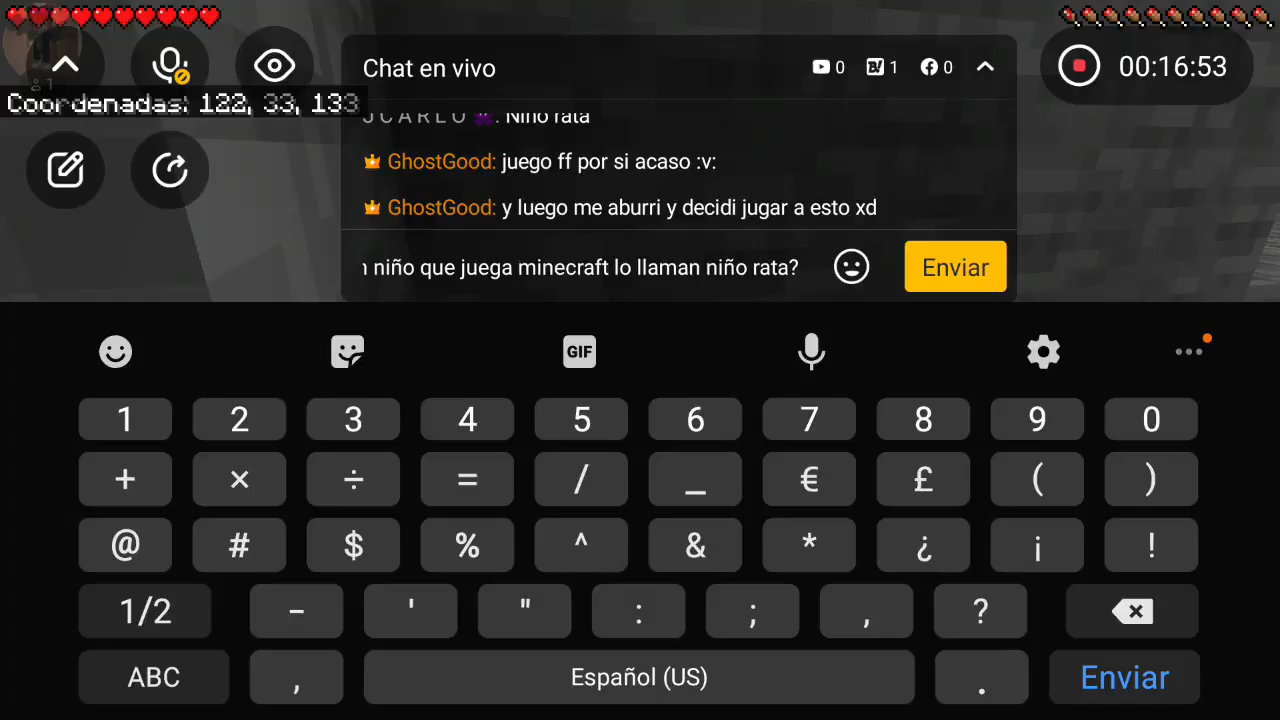 Chat en vivo
0
1
0
00:16:53
Coordenadas: 122, 33, 133
J C A R L O : Niño rata
GhostGood: juego ff por si acaso :v:
GhostGood: y luego me aburri y decidi jugar a esto xd
niño que juega minecraft lo llaman niño rata?
Enviar
GIF
1 2 3 4 5 6 7 8 9 0
+ × ÷ = / _ € £ ( )
@ # $ % ^ & * ¿ ¡ !
1/2 - ' " : ; , ?
ABC , Español (US) . Enviar